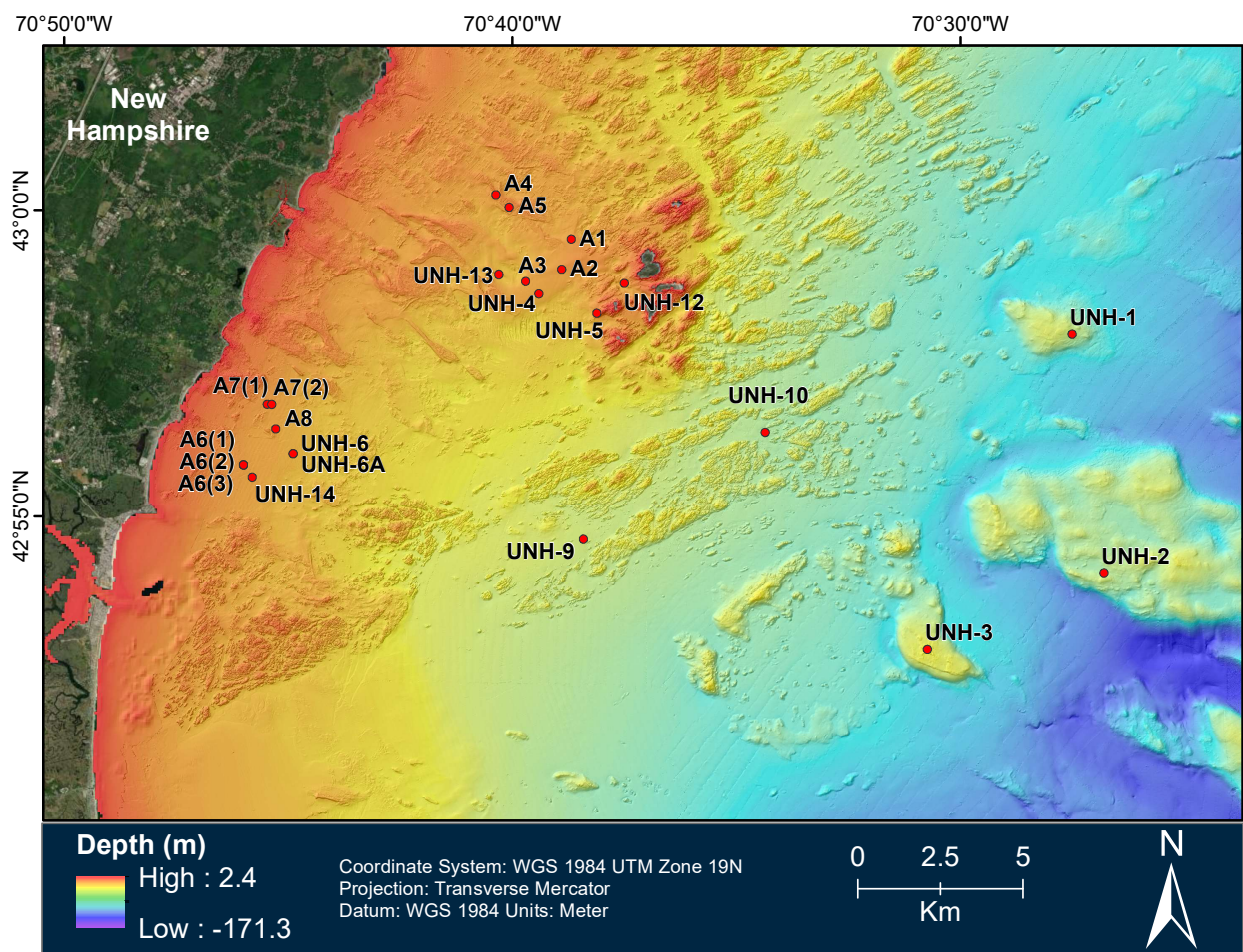 70°50'0"W
70°40'0"W
70°30'0"W
New
Hampshire
43°0'0"N
42°55'0"N
A4
A5
A1
A3
A2
UNH-13
UNH-4
UNH-12
UNH-5
UNH-1
A7(1)
A7(2)
UNH-10
A8
A6(1)
UNH-6
A6(2)
UNH-6A
A6(3)
UNH-14
UNH-9
UNH-2
UNH-3
Depth (m)
High : 2.4
Low : -171.3
Coordinate System: WGS 1984 UTM Zone 19N
Projection: Transverse Mercator
Datum: WGS 1984 Units: Meter
0 2.5 5
Km
N